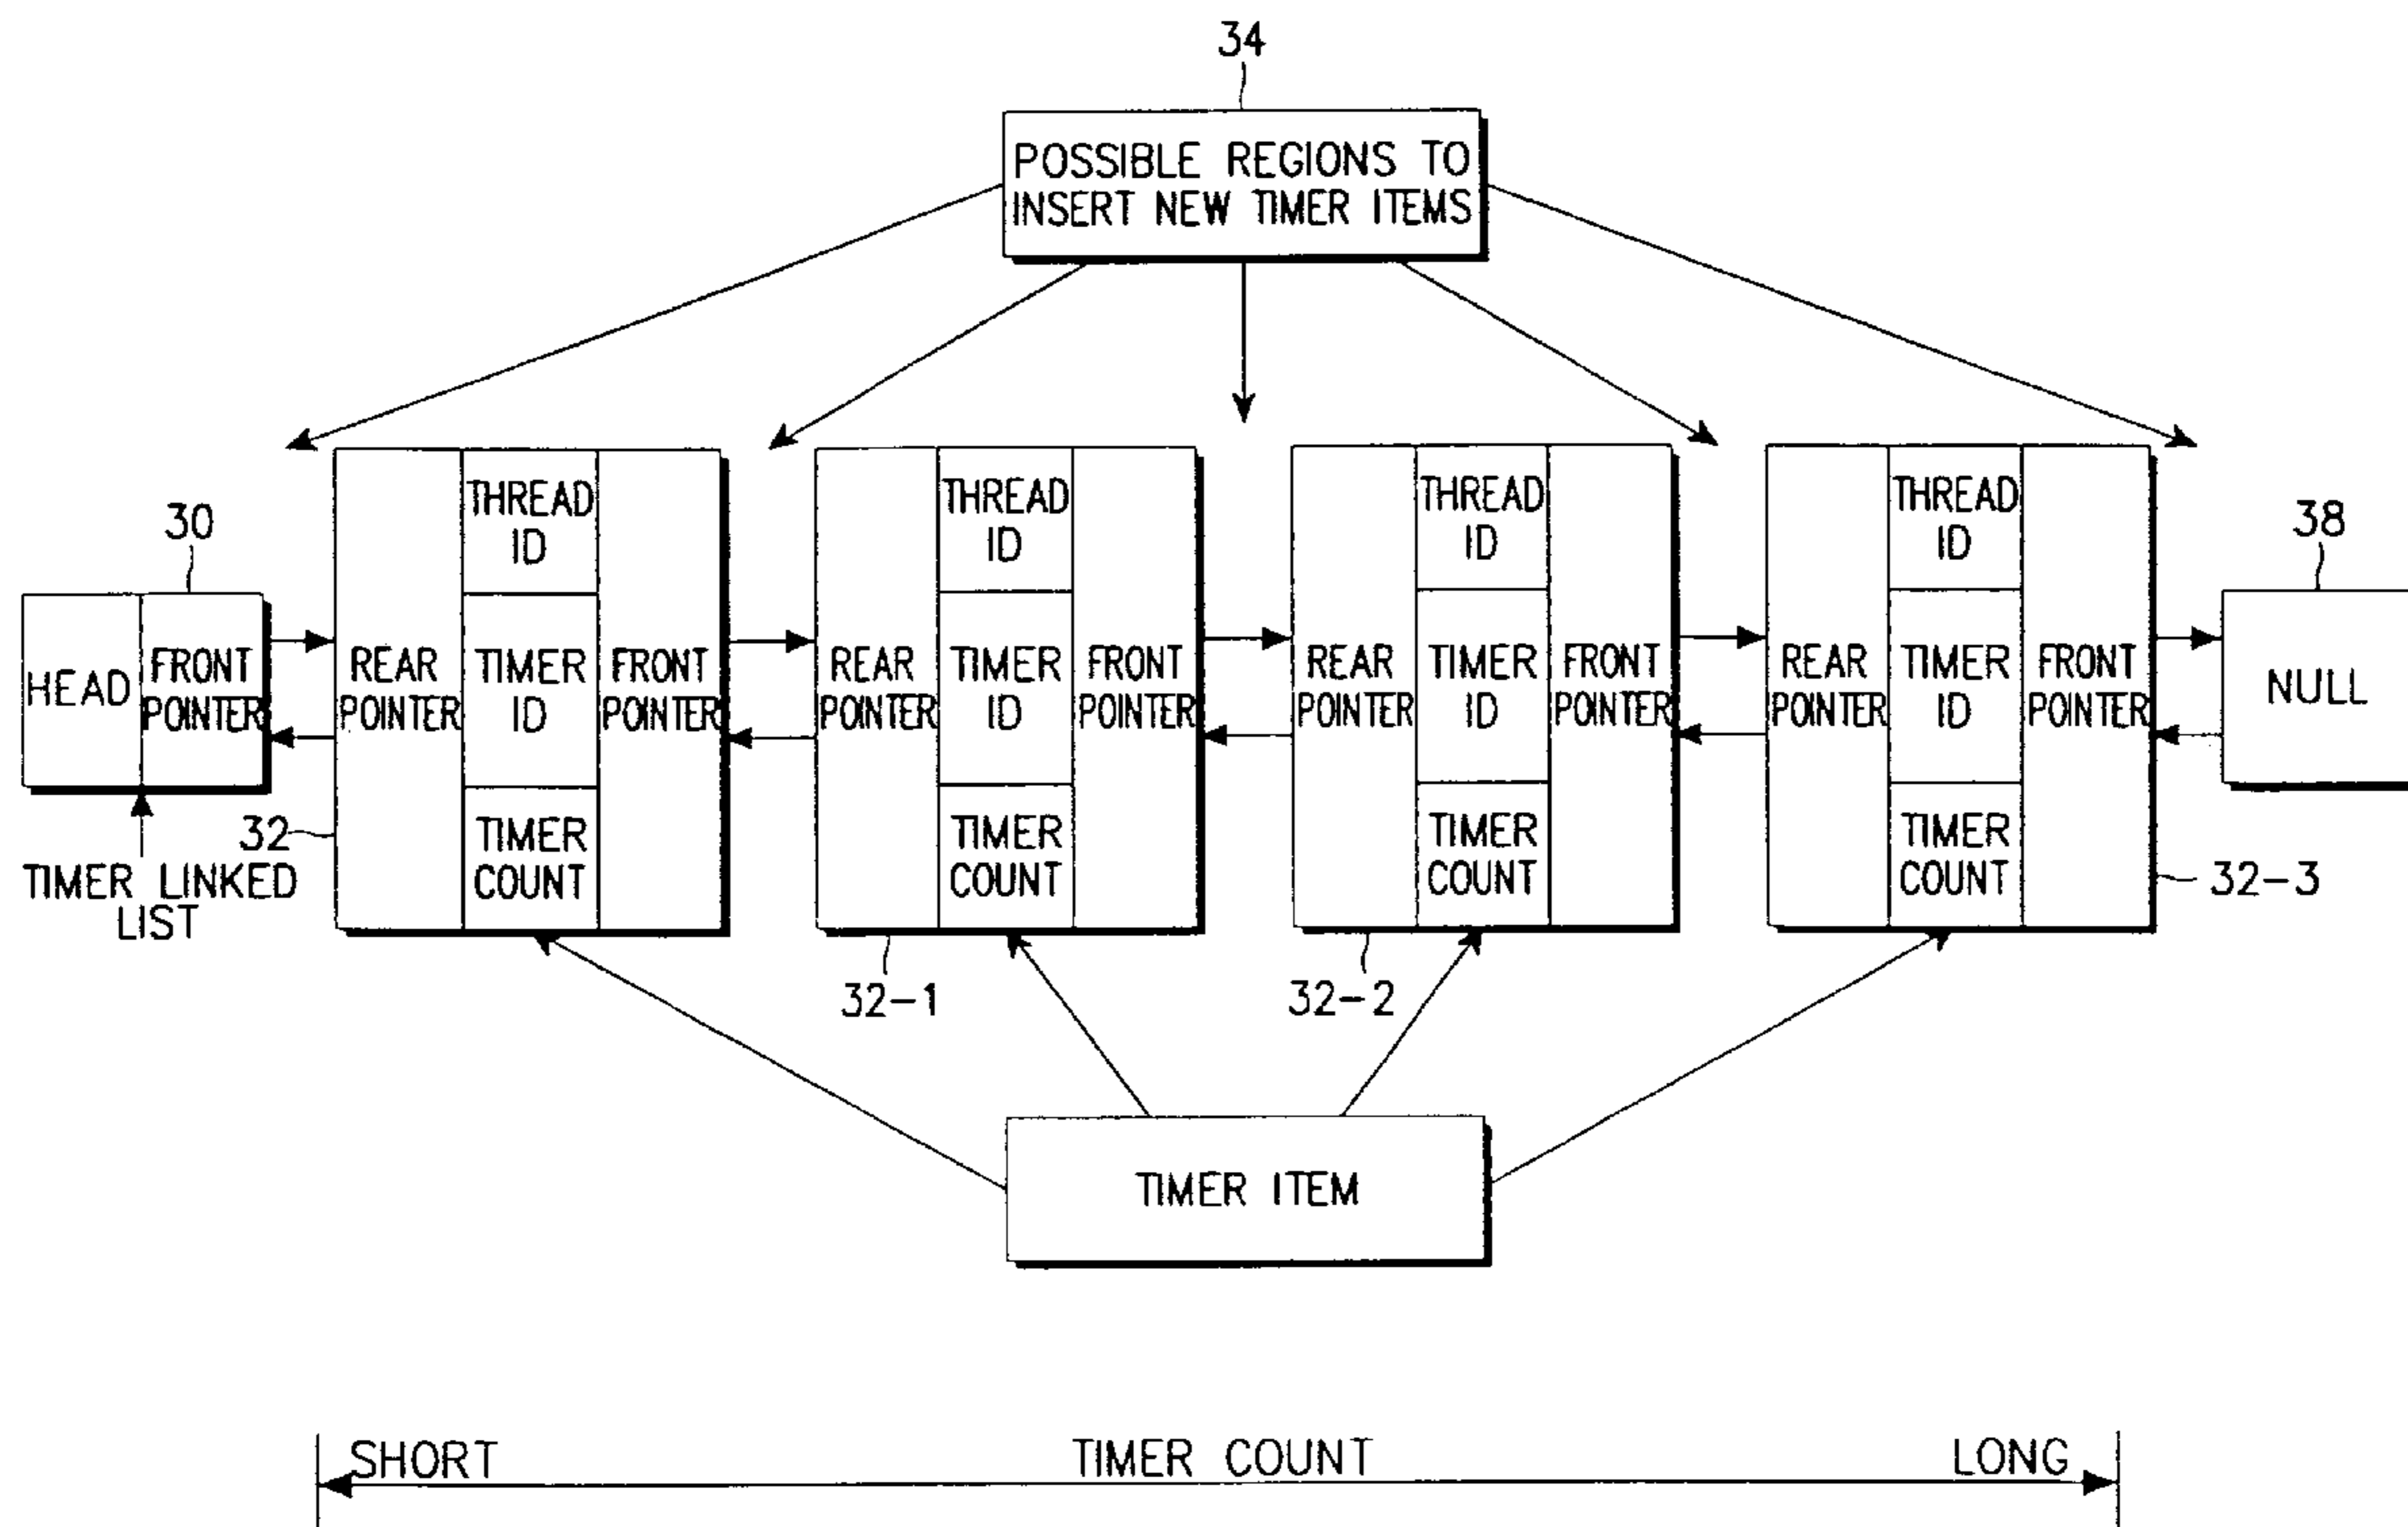 34
POSSIBLE REGIONS TO
INSERT NEW TIMER ITEMS
30
HEAD
FRONT
POINTER
TIMER LINKED
LIST
32
REAR
POINTER
THREAD
ID
TIMER
ID
TIMER
COUNT
FRONT
POINTER
REAR
POINTER
THREAD
ID
TIMER
ID
TIMER
COUNT
FRONT
POINTER
32-1
REAR
POINTER
THREAD
ID
TIMER
ID
TIMER
COUNT
FRONT
POINTER
32-2
REAR
POINTER
THREAD
ID
TIMER
ID
TIMER
COUNT
FRONT
POINTER
32-3
38
NULL
TIMER ITEM
SHORT
TIMER COUNT
LONG